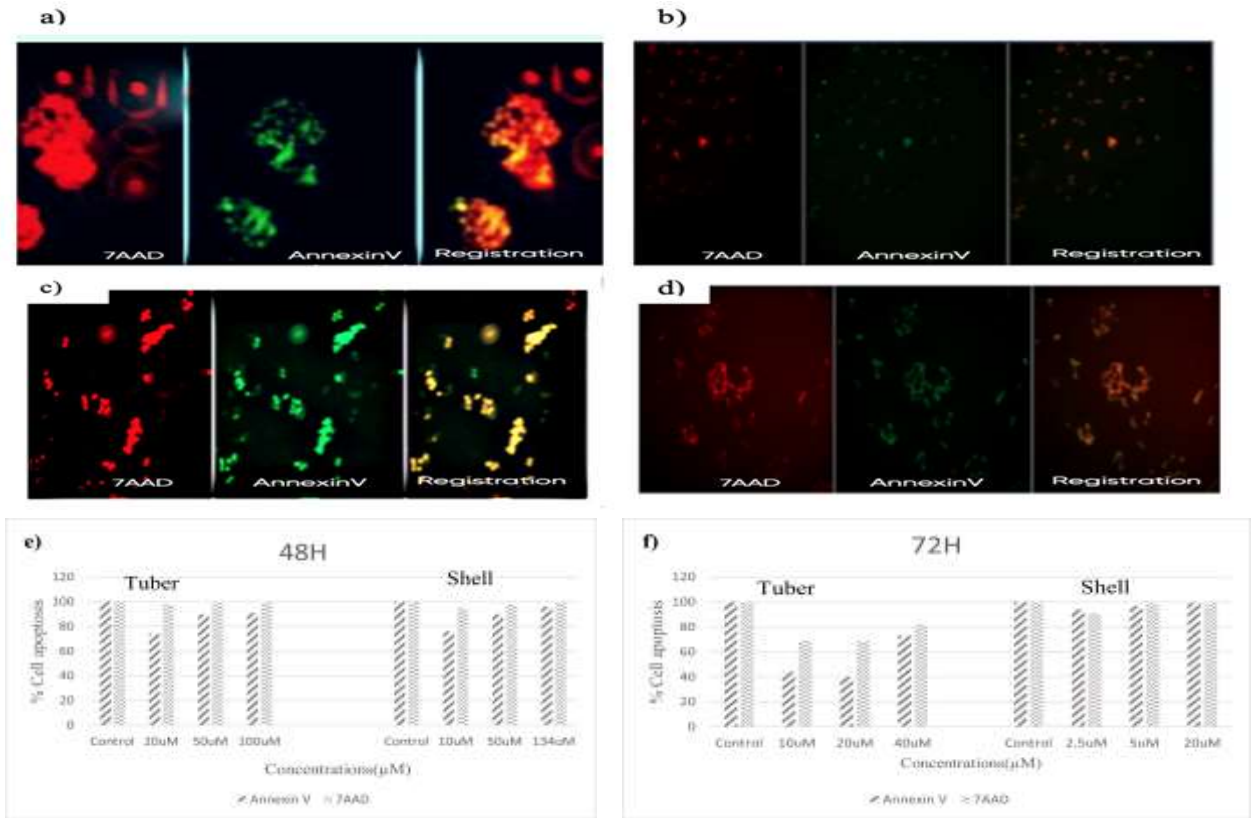 a)
b)
7AAD AnnexinV Registration
7AAD AnnexinV Registration
c)
d)
7AAD AnnexinV Registration
7AAD AnnexinV Registration
e)
48H
120
100
80
60
40
20
0
% Cell apoptosis
Tuber
Shell
Control 10uM 50uM 100uM Control 10uM 50uM 134uM
Concentrations(µM)
Annexin V 7AAD
f)
72H
120
100
80
60
40
20
0
% Cell apoptosis
Tuber
Shell
Control 10uM 20uM 40uM Control 2.5uM 5uM 20uM
Concentrations(µM)
Annexin V 7AAD